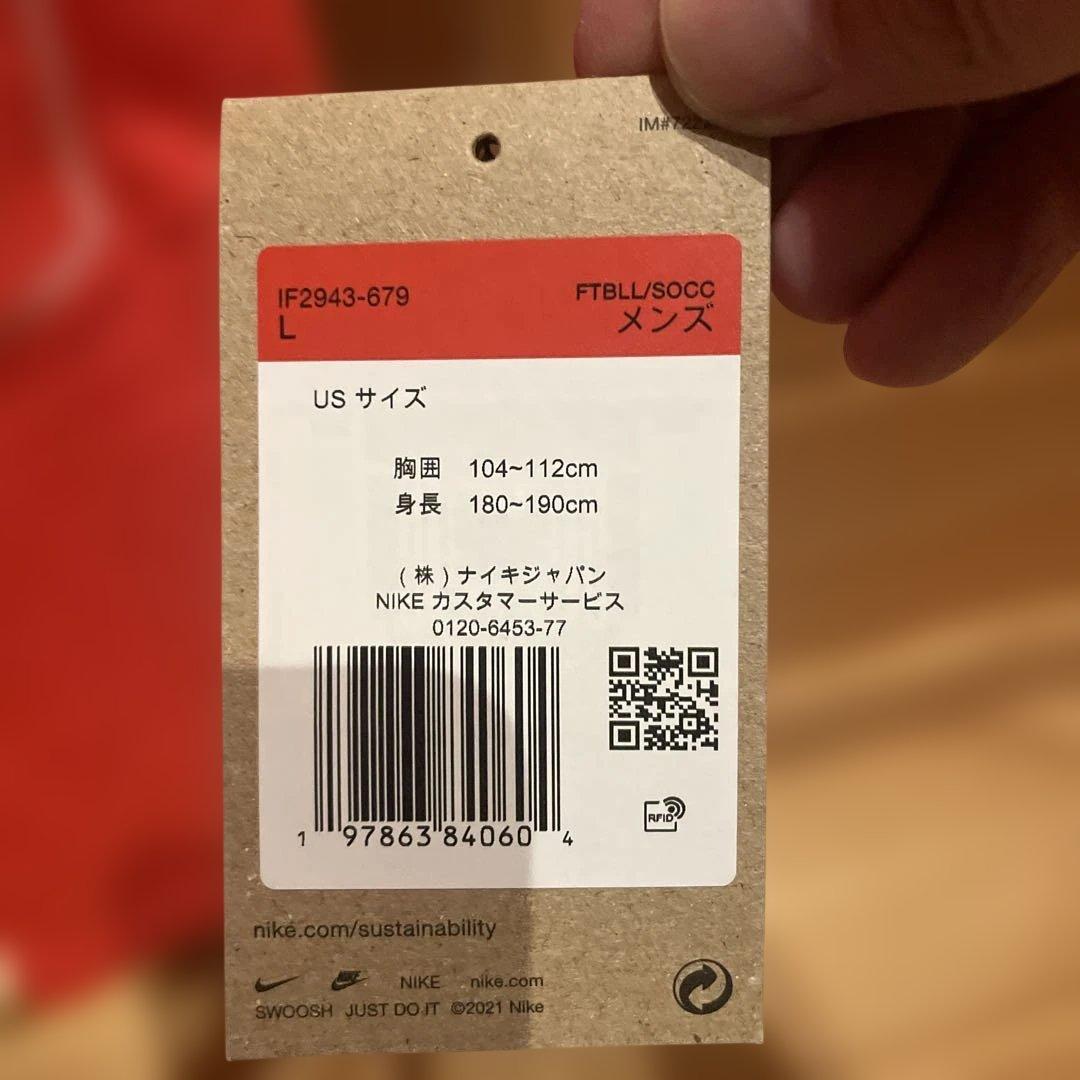 IF2943-679
FTBLL/SOCC
L
メンズ
US サイズ
胸囲 104~112cm
身長 180~190cm
(株)ナイキジャパン
NIKE カスタマーサービス
0120-6453-77
1 97863 84060 4
RFID
nike.com/sustainability
NIKE nike.com
SWOOSH JUST DO IT ©2021 Nike